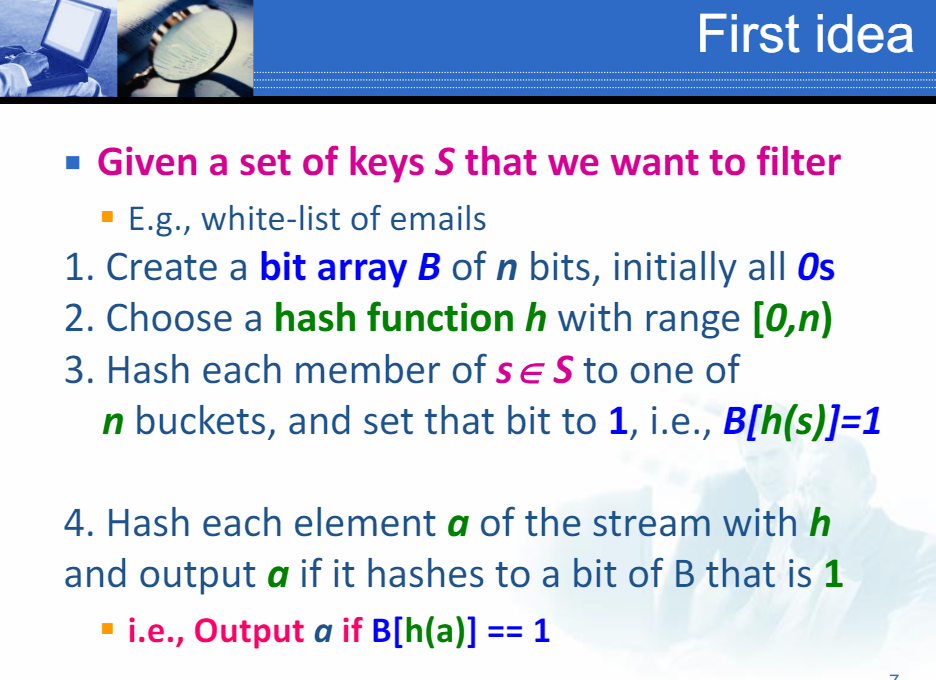 First idea
Given a set of keys S that we want to filter
E.g., white-list of emails
1. Create a bit array B of n bits, initially all 0s
2. Choose a hash function h with range [0,n)
3. Hash each member of s∈ S to one of
n buckets, and set that bit to 1, i.e., B[h(s)]=1
4. Hash each element a of the stream with h
and output a if it hashes to a bit of B that is 1
i.e., Output a if B[h(a)] == 1